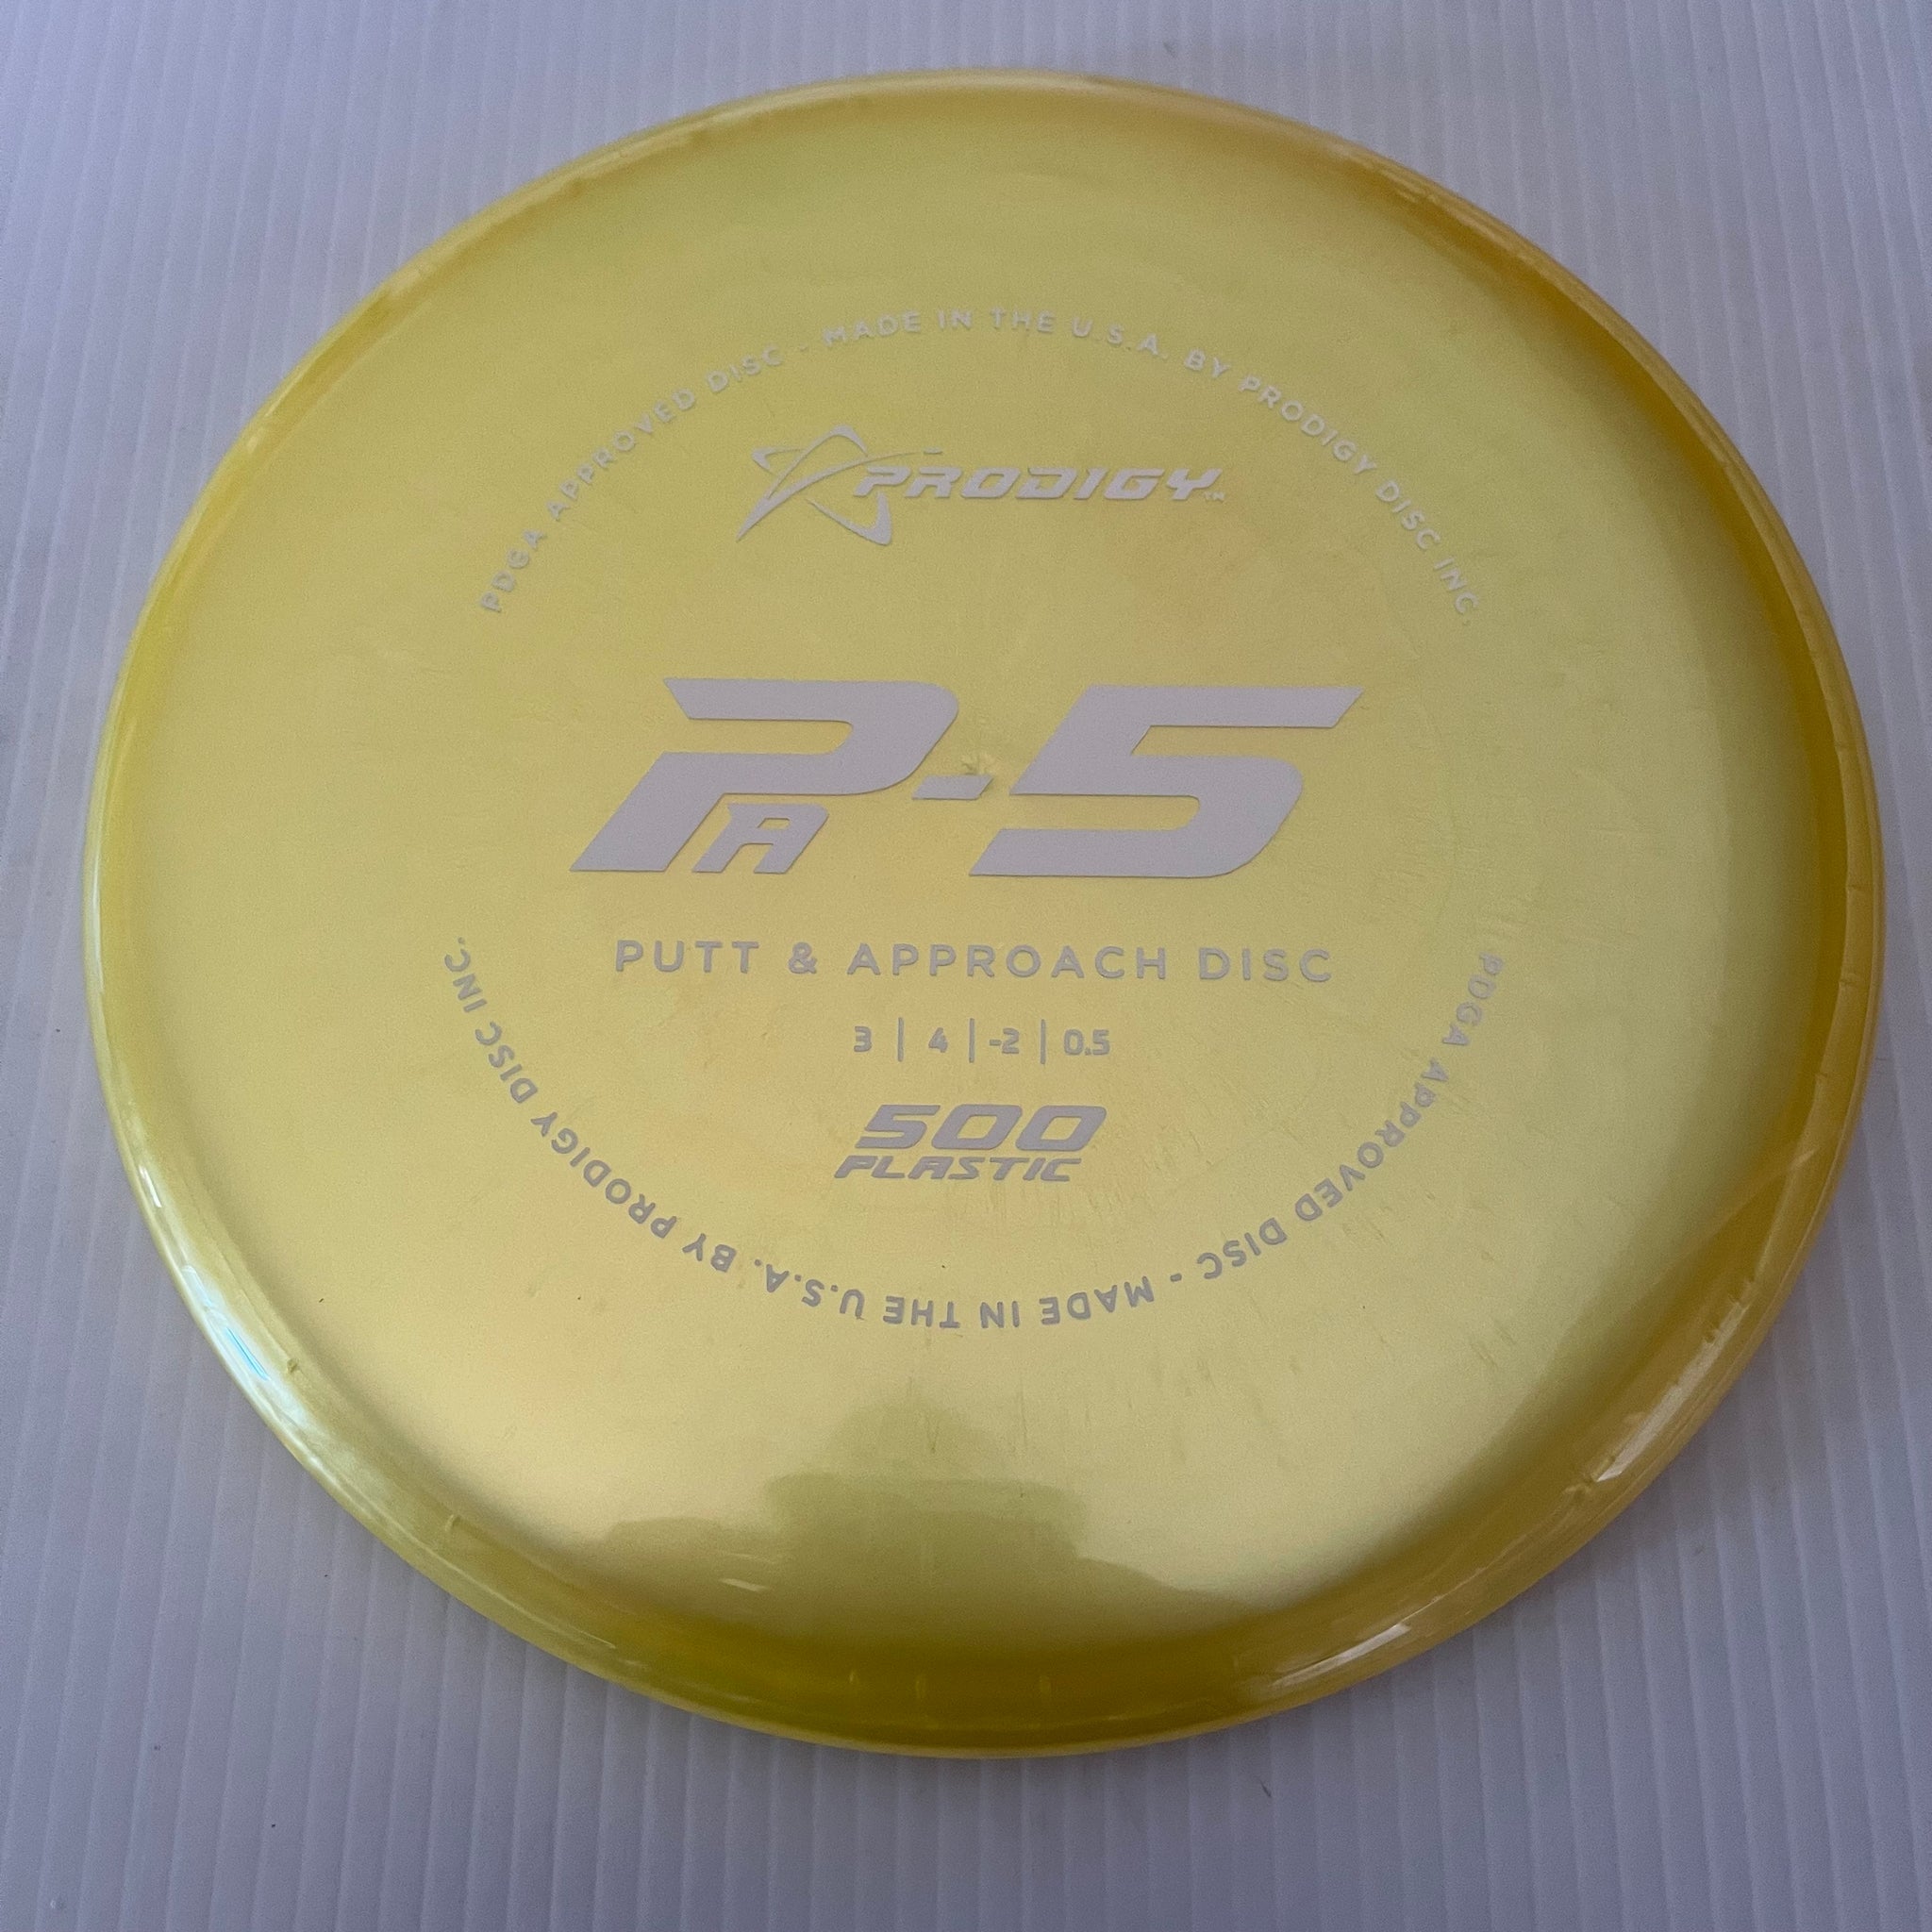 PDGA APPROVED DISC - MADE IN THE U.S.A. BY PRODIGY DISC INC.
PRODIGY™
PA-5
PUTT & APPROACH DISC
3 | 4 | -2 | 0.5
500
PLASTIC
PDGA APPROVED DISC - MADE IN THE U.S.A. BY PRODIGY DISC INC.